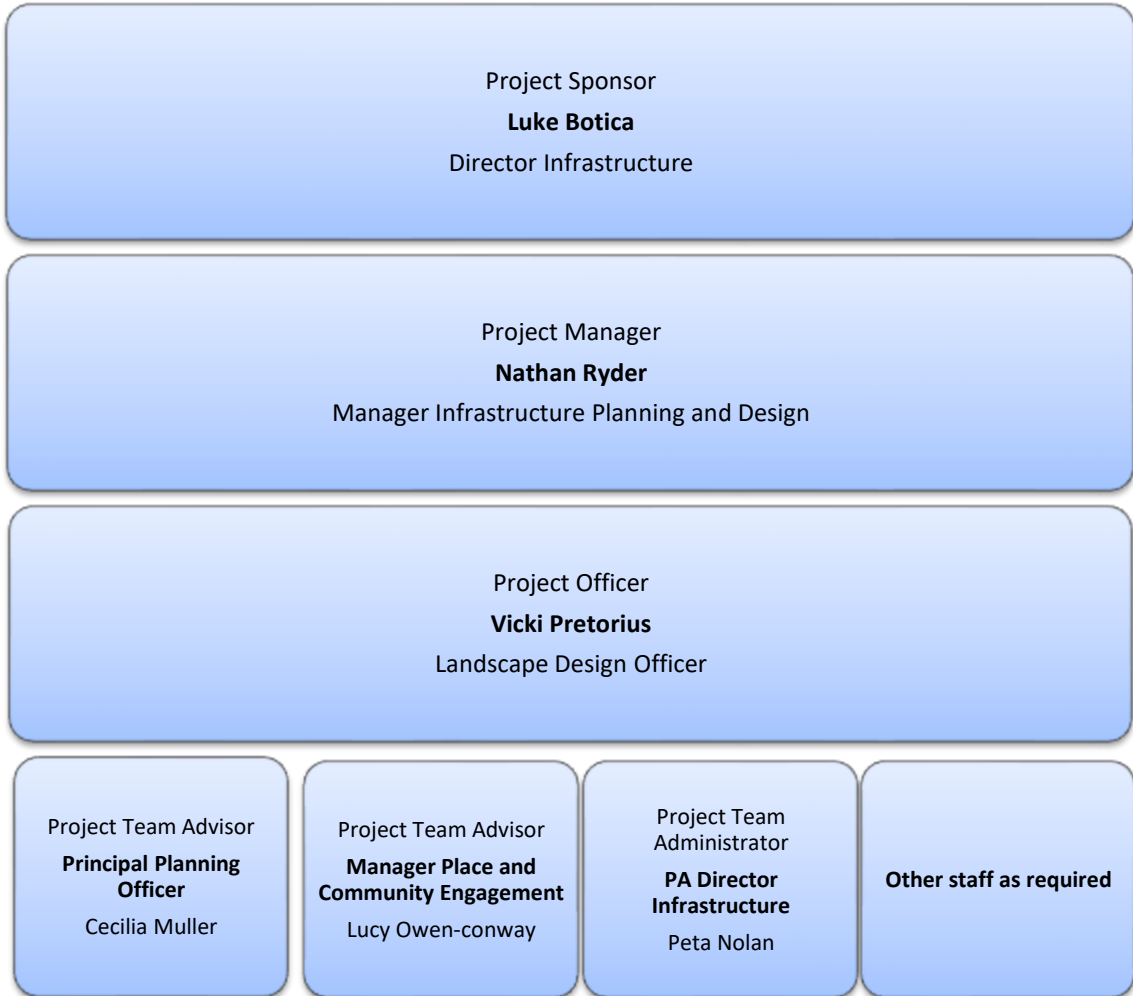 Project Sponsor
Luke Botica
Director Infrastructure
Project Manager
Nathan Ryder
Manager Infrastructure Planning and Design
Project Officer
Vicki Pretorius
Landscape Design Officer
Project Team Advisor
Principal Planning
Officer
Cecilia Muller
Project Team Advisor
Manager Place and
Community Engagement
Lucy Owen-conway
Project Team
Administrator
PA Director
Infrastructure
Peta Nolan
Other staff as required